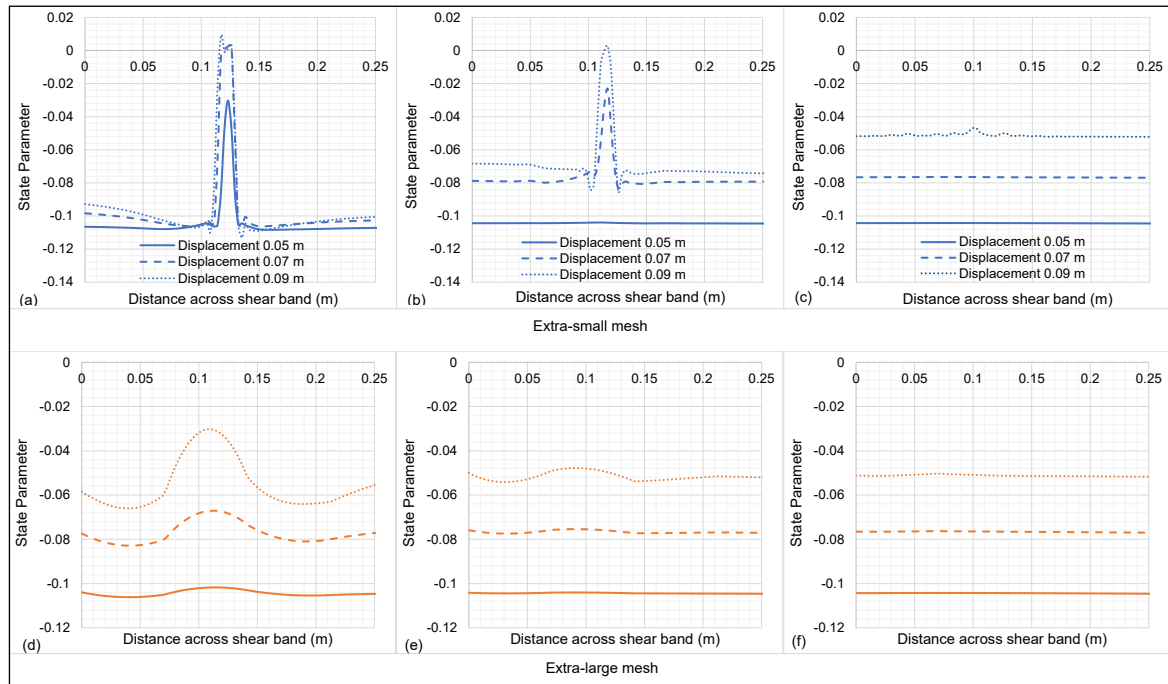 0.02
0
-0.02
-0.04
-0.06
-0.08
-0.1
-0.12
-0.14
0 0.05 0.1 0.15 0.2 0.25
State Parameter
Displacement 0.05 m
Displacement 0.07 m
Displacement 0.09 m
(a) Distance across shear band (m)
0.02
0
-0.02
-0.04
-0.06
-0.08
-0.1
-0.12
-0.14
0 0.05 0.1 0.15 0.2 0.25
State parameter
Displacement 0.05 m
Displacement 0.07 m
Displacement 0.09 m
(b) Distance across shear band (m)
0.02
0
-0.02
-0.04
-0.06
-0.08
-0.1
-0.12
-0.14
0 0.05 0.1 0.15 0.2 0.25
State Parameter
Displacement 0.05 m
Displacement 0.07 m
Displacement 0.09 m
(c) Distance across shear band (m)
Extra-small mesh
0
-0.02
-0.04
-0.06
-0.08
-0.1
-0.12
0 0.05 0.1 0.15 0.2 0.25
State Parameter
(d) Distance across shear band (m)
0
-0.02
-0.04
-0.06
-0.08
-0.1
-0.12
0 0.05 0.1 0.15 0.2 0.25
State Parameter
(e) Distance across shear band (m)
0
-0.02
-0.04
-0.06
-0.08
-0.1
-0.12
0 0.05 0.1 0.15 0.2 0.25
State Parameter
(f) Distance across shear band (m)
Extra-large mesh